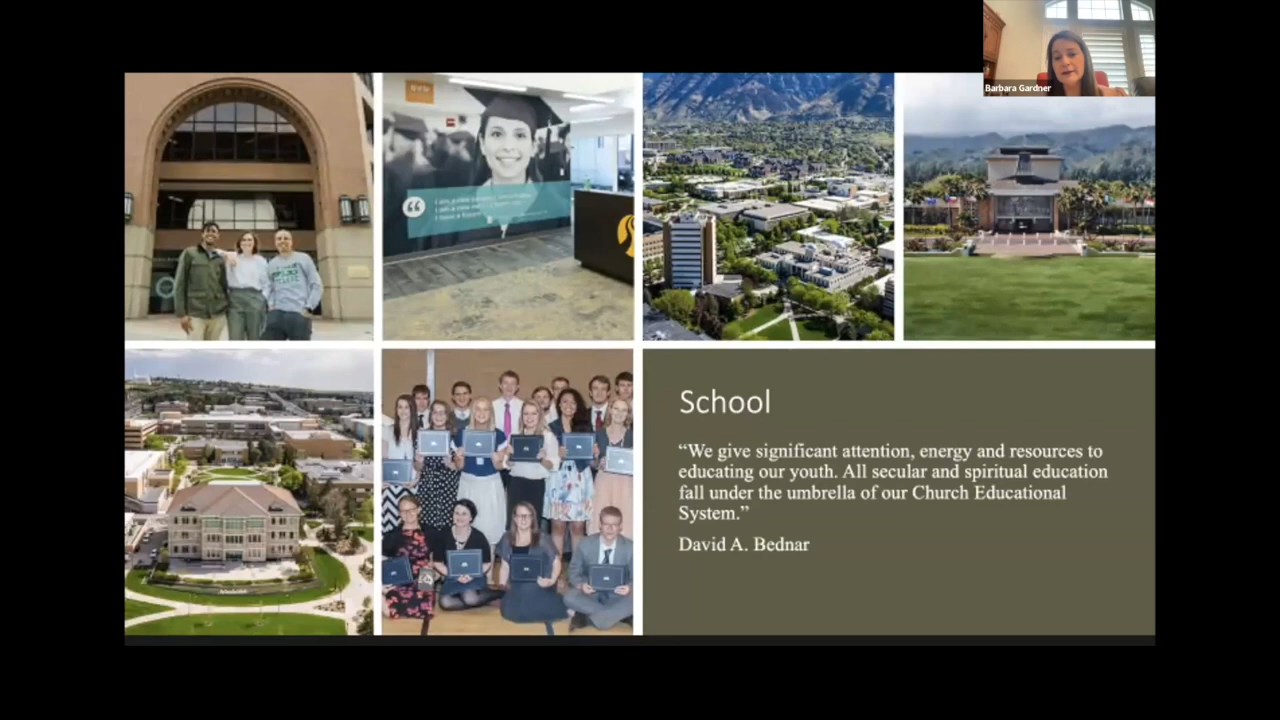 Barbara Gardner
School
“We give significant attention, energy and resources to
educating our youth. All secular and spiritual education
fall under the umbrella of our Church Educational
System.”
David A. Bednar